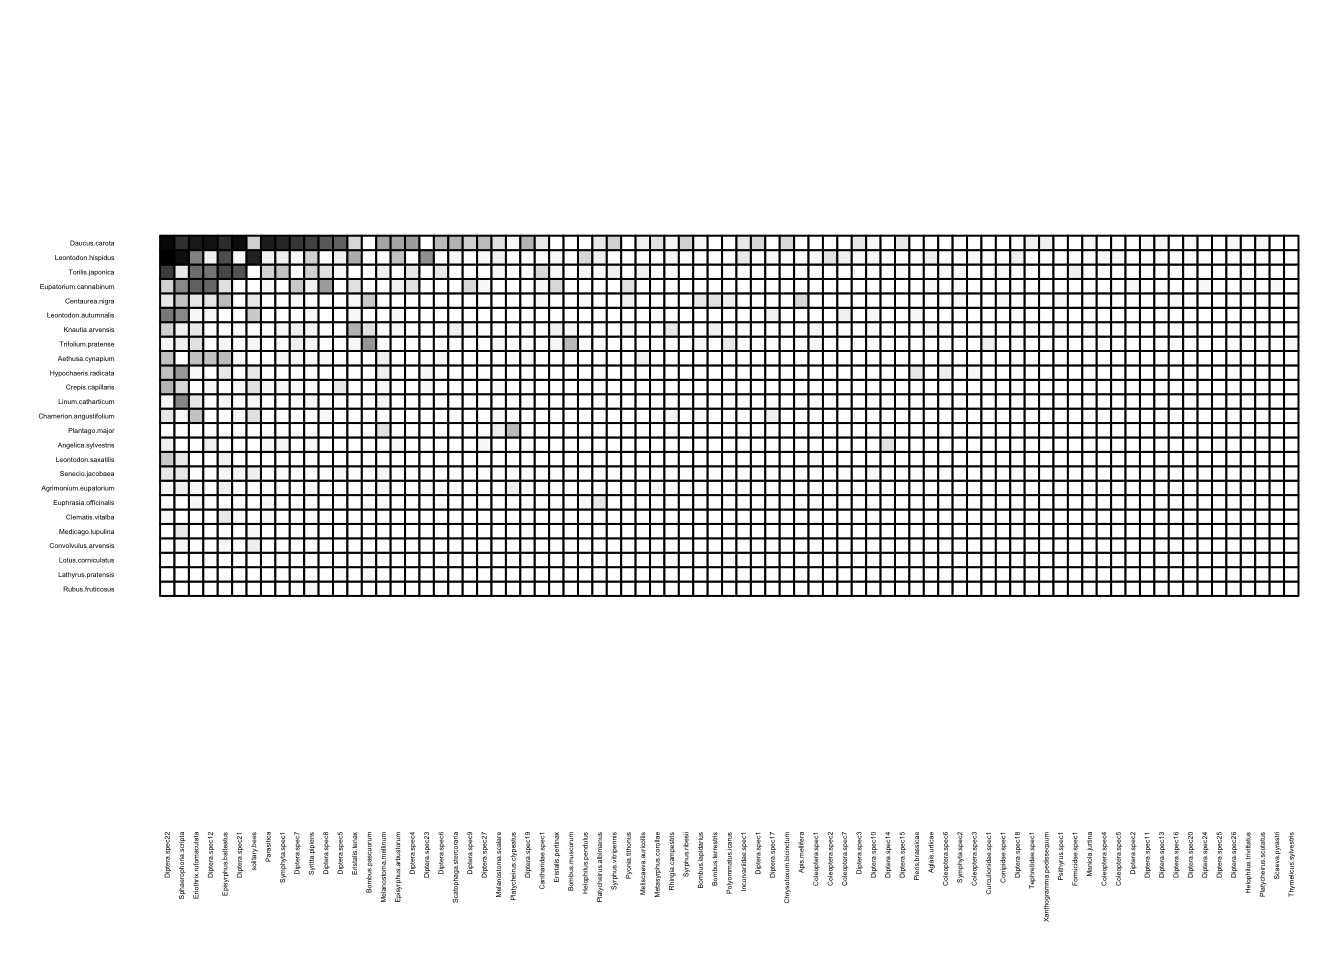 Daucus.carota
Leontodon.hispidus
Torilis.japonica
Eupatorium.cannabinum
Centaurea.nigra
Leontodon.autumnalis
Knautia.arvensis
Trifolium.pratense
Aethusa.cynapium
Hypochaeris.radicata
Crepis.capillaris
Linum.catharticum
Chamerion.angustifolium
Plantago.major
Angelica.sylvestris
Leontodon.saxatilis
Senecio.jacobaea
Agrimonium.eupatorium
Euphrasia.officinalis
Clematis.vitalba
Medicago.lupulina
Convolvulus.arvensis
Lotus.corniculatus
Lathyrus.pratensis
Rubus.fruticosus
Diptera.spec22
Sphaerophoria.scripta
Eriothrix.rufomaculata
Diptera.spec12
Episyrphus.balteatus
Diptera.spec21
solitary.bees
Parasitica
Symphyta.spec1
Diptera.spec7
Syritta.pipiens
Diptera.spec8
Diptera.spec5
Eristalis.tenax
Bombus.pascuorum
Melanostoma.mellinum
Episyrphus.arbustorum
Diptera.spec4
Diptera.spec23
Diptera.spec6
Scatophaga.stercoraria
Diptera.spec9
Diptera.spec27
Melanostoma.scalare
Platycheirus.clypeatus
Diptera.spec19
Cantharidae.spec1
Eristalis.pertinax
Bombus.muscorum
Helophilus.pendulus
Platycheirus.albimanus
Syrphus.vitripennis
Pyronia.tithonus
Meliscaeva.auricollis
Metasyrphus.corollae
Rhingia.campestris
Syrphus.ribesii
Bombus.lapidarius
Bombus.terrestris
Polyommatus.icarus
Incurvariidae.spec1
Diptera.spec1
Diptera.spec17
Chrysotoxum.bicinctum
Apis.mellifera
Coleoptera.spec1
Coleoptera.spec2
Coleoptera.spec7
Diptera.spec3
Diptera.spec10
Diptera.spec14
Diptera.spec15
Pieris.brassicae
Aglais.urticae
Coleoptera.spec6
Symphyta.spec2
Coleoptera.spec3
Curculionidae.spec1
Conipidae.spec1
Diptera.spec18
Tephretidae.spec1
Xanthogramma.pedissequum
Psithyrus.spec1
Formicidae.spec1
Maniola.jurtina
Coleoptera.spec4
Coleoptera.spec5
Diptera.spec2
Diptera.spec11
Diptera.spec13
Diptera.spec16
Diptera.spec20
Diptera.spec24
Diptera.spec25
Diptera.spec26
Helophilus.trivittatus
Platycheirus.scutatus
Scaeva.pyrastri
Thymelicus.sylvestris